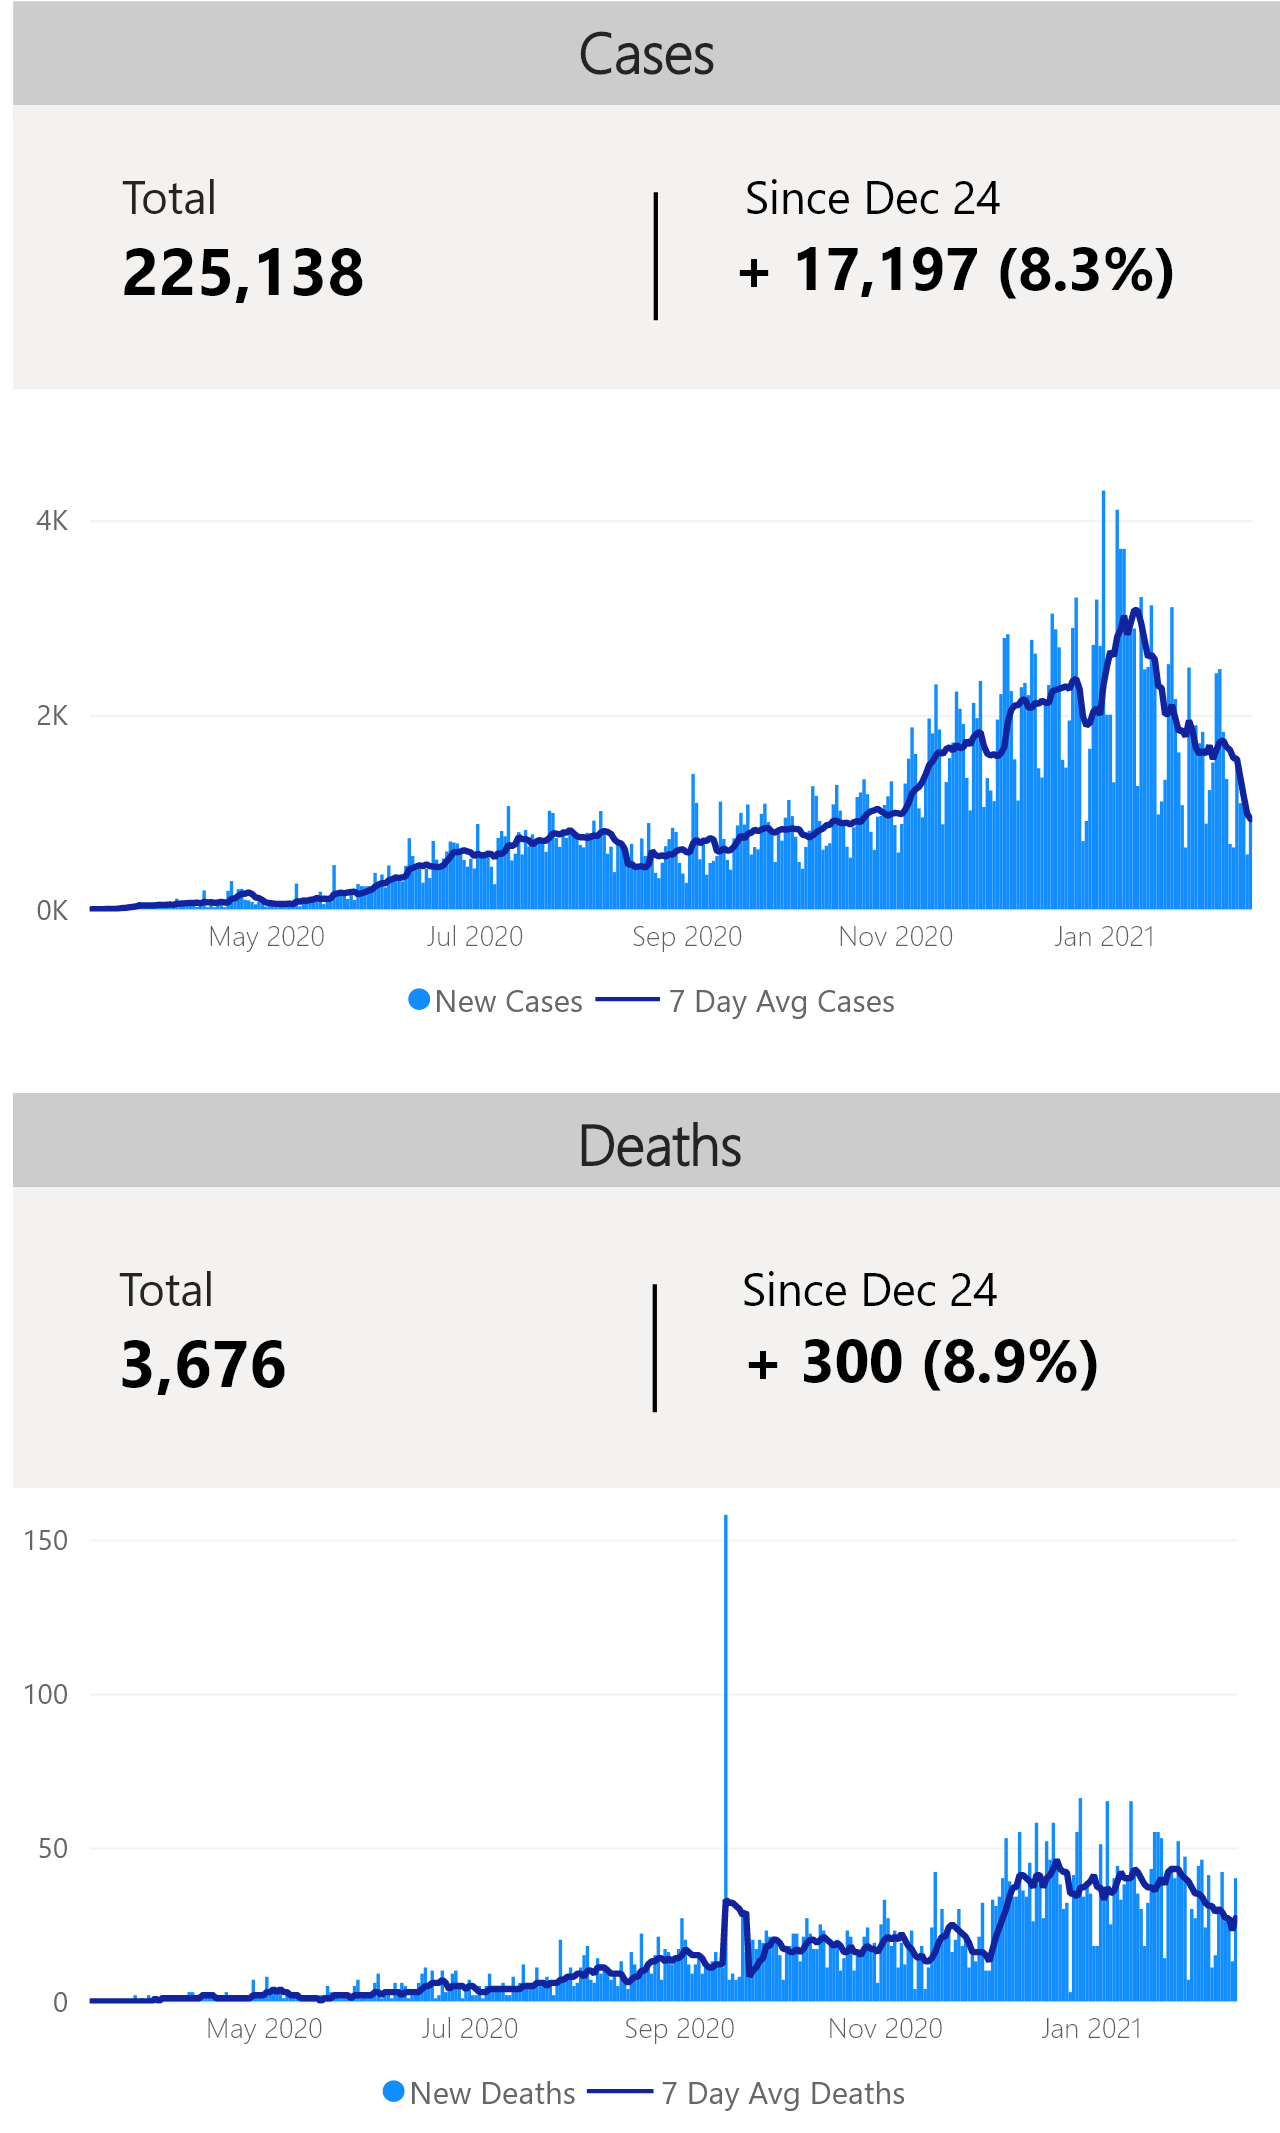 Cases
Total
225,138
Since Dec 24
+ 17,197 (8.3%)
4K
2K
0K
May 2020
Jul 2020
Sep 2020
Nov 2020
Jan 2021
New Cases
7 Day Avg Cases
Deaths
Total
3,676
Since Dec 24
+ 300 (8.9%)
150
100
50
0
May 2020
Jul 2020
Sep 2020
Nov 2020
Jan 2021
New Deaths
7 Day Avg Deaths